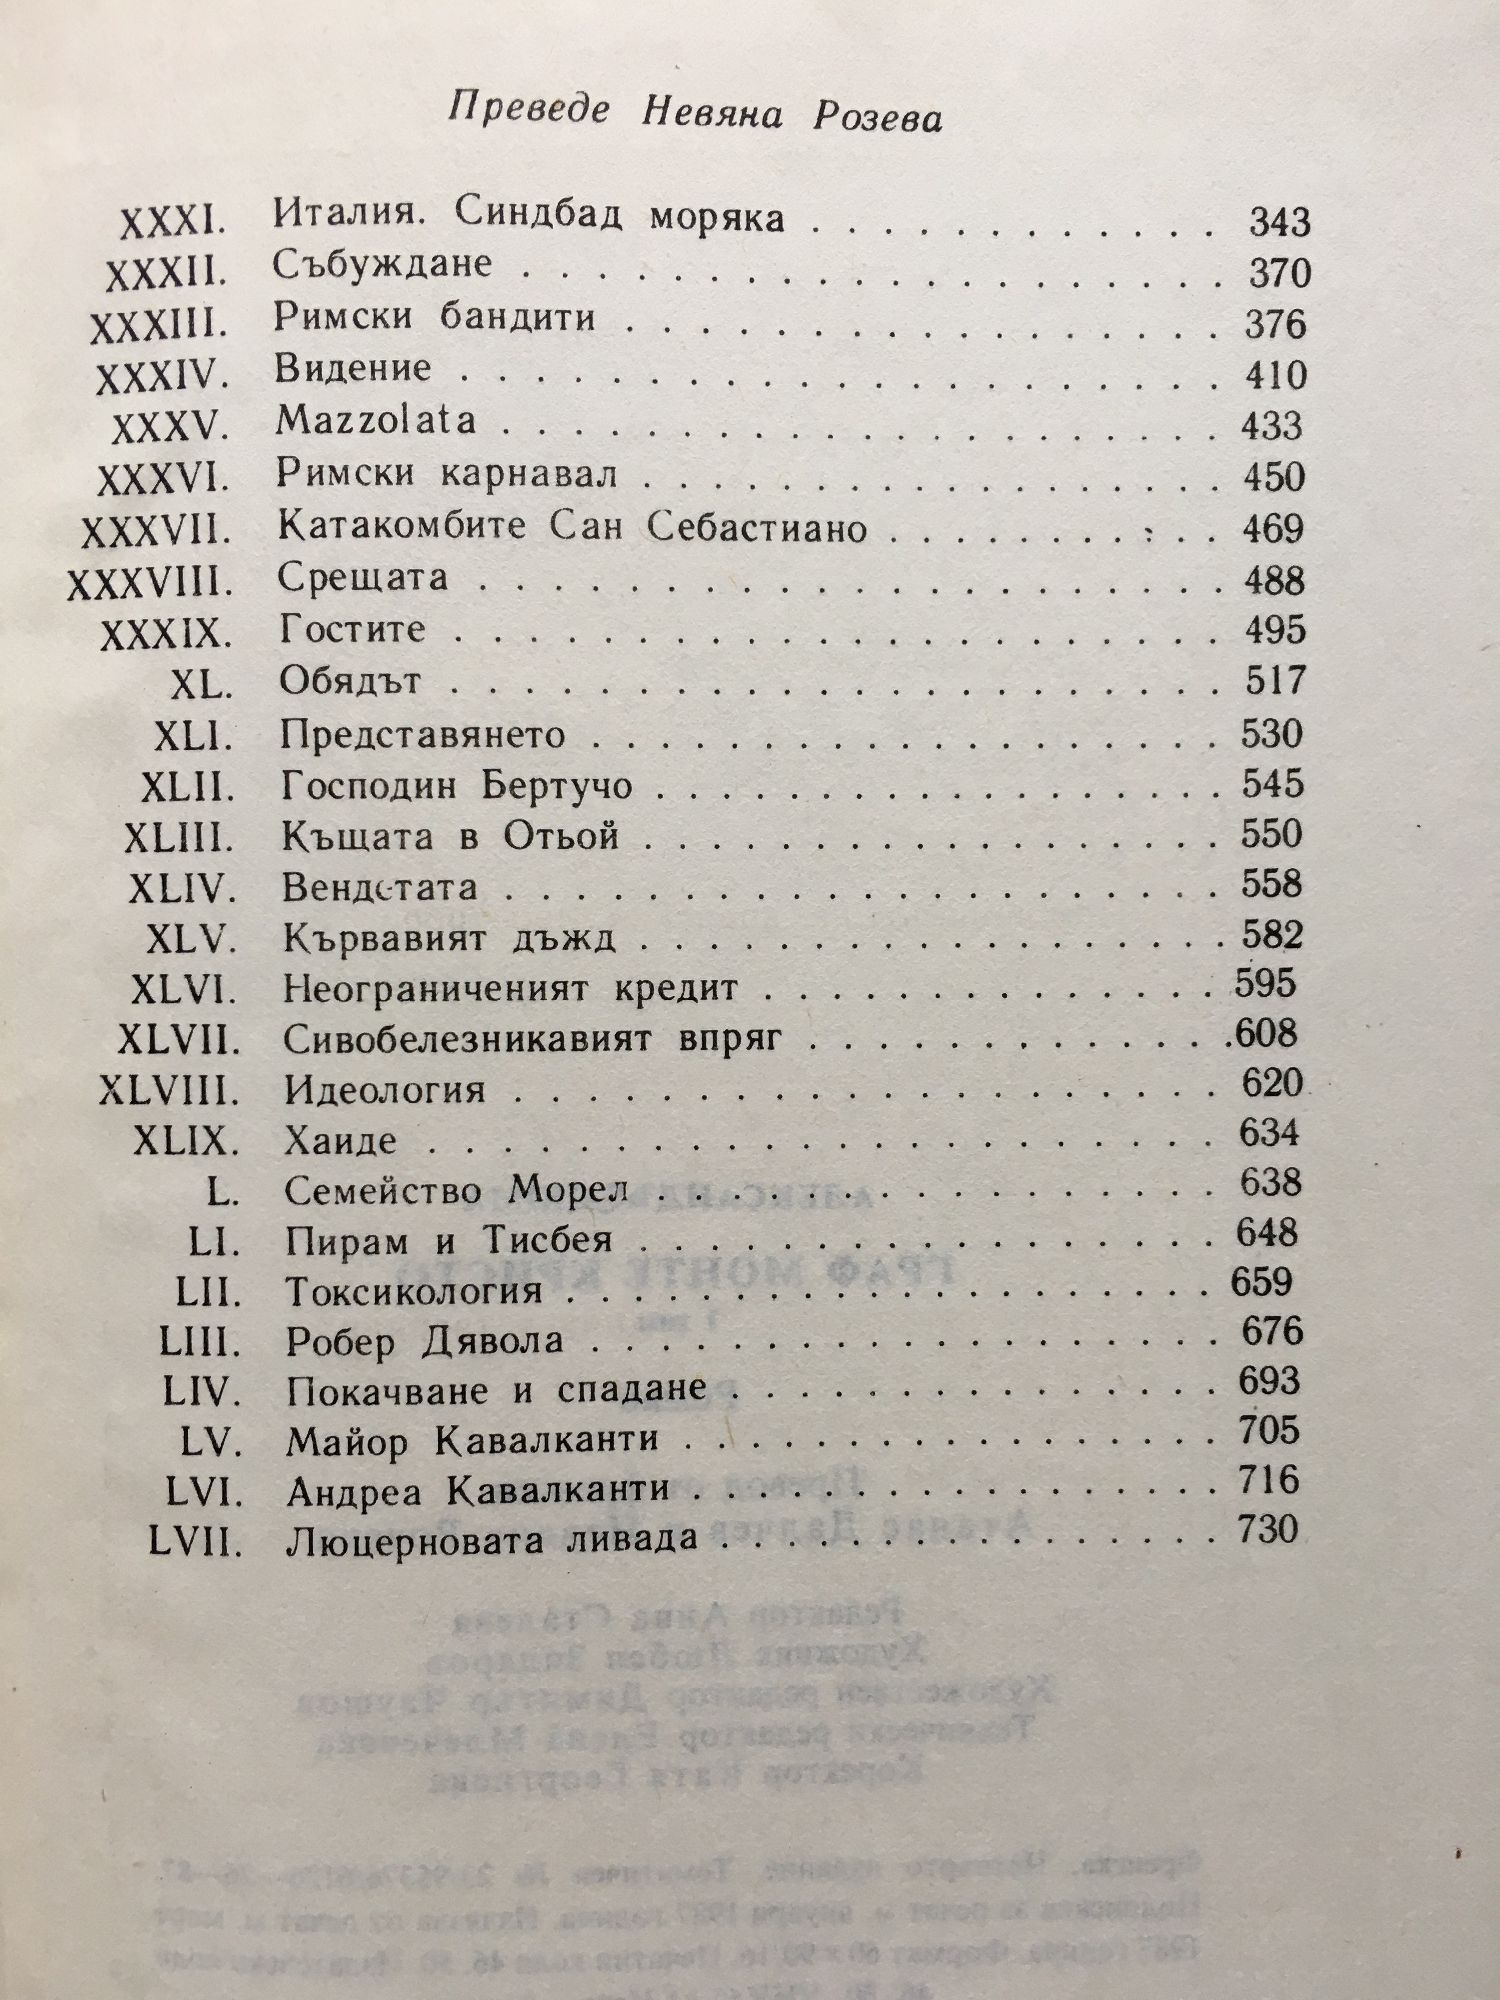 Преведе Невяна Розева
XXXI. Италия. Синдбад моряка . . . . . . . . . . . . 343
XXXII. Събуждане . . . . . . . . . . . . . . . . . . . 370
XXXIII. Римски бандити . . . . . . . . . . . . . . . . . 376
XXXIV. Видение . . . . . . . . . . . . . . . . . . . . . 410
XXXV. Mazzolata . . . . . . . . . . . . . . . . . . . . 433
XXXVI. Римски карнавал . . . . . . . . . . . . . . . . . 450
XXXVII. Катакомбите Сан Себастиано . . . . . . . . . . 469
XXXVIII. Срещата . . . . . . . . . . . . . . . . . . . . . 488
XXXIX. Гостите . . . . . . . . . . . . . . . . . . . . . 495
XL. Обядът . . . . . . . . . . . . . . . . . . . . . 517
XLI. Представянето . . . . . . . . . . . . . . . . . . 530
XLII. Господин Бертучо . . . . . . . . . . . . . . . . . 545
XLIII. Къщата в Отьой . . . . . . . . . . . . . . . . . 550
XLIV. Вендетата . . . . . . . . . . . . . . . . . . . . 558
XLV. Кървавият дъжд . . . . . . . . . . . . . . . . . 582
XLVI. Неограниченият кредит . . . . . . . . . . . . . . 595
XLVII. Сивобелезникавият впряг . . . . . . . . . . . . . 608
XLVIII. Идеология . . . . . . . . . . . . . . . . . . . . 620
XLIX. Хаиде . . . . . . . . . . . . . . . . . . . . . . 634
L. Семейство Морел . . . . . . . . . . . . . . . . . 638
LI. Пирам и Тисбея . . . . . . . . . . . . . . . . . 648
LII. Токсикология . . . . . . . . . . . . . . . . . . . 659
LIII. Робер Дявола . . . . . . . . . . . . . . . . . . 676
LIV. Покачване и спадане . . . . . . . . . . . . . . . 693
LV. Майор Кавалканти . . . . . . . . . . . . . . . . 705
LVI. Андреа Кавалканти . . . . . . . . . . . . . . . . 716
LVII. Люцерновата ливада . . . . . . . . . . . . . . . 730